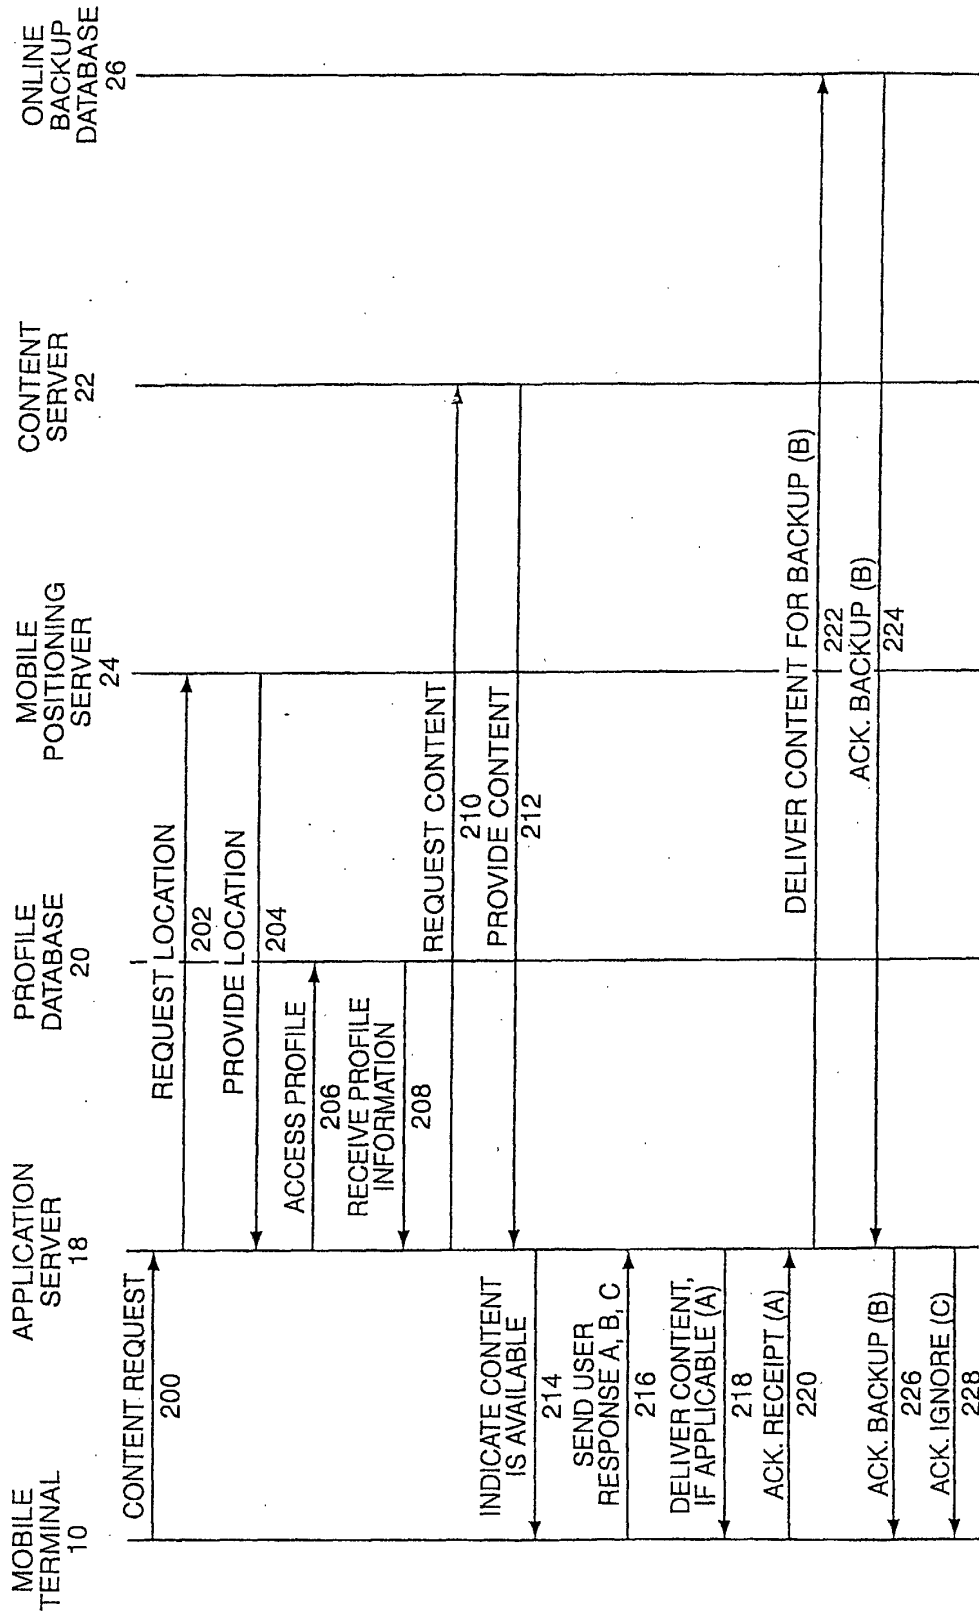 MOBILE
TERMINAL
10
APPLICATION
SERVER
18
PROFILE
DATABASE
20
MOBILE
POSITIONING
SERVER
24
CONTENT
SERVER
22
ONLINE
BACKUP
DATABASE
26
CONTENT REQUEST
200
REQUEST LOCATION
202
PROVIDE LOCATION
204
ACCESS PROFILE
206
RECEIVE PROFILE
INFORMATION
208
REQUEST CONTENT
210
PROVIDE CONTENT
212
INDICATE CONTENT
IS AVAILABLE
214
SEND USER
RESPONSE A, B, C
216
DELIVER CONTENT,
IF APPLICABLE (A)
218
ACK. RECEIPT (A)
220
DELIVER CONTENT FOR BACKUP (B)
222
ACK. BACKUP (B)
224
ACK. BACKUP (B)
226
ACK. IGNORE (C)
228